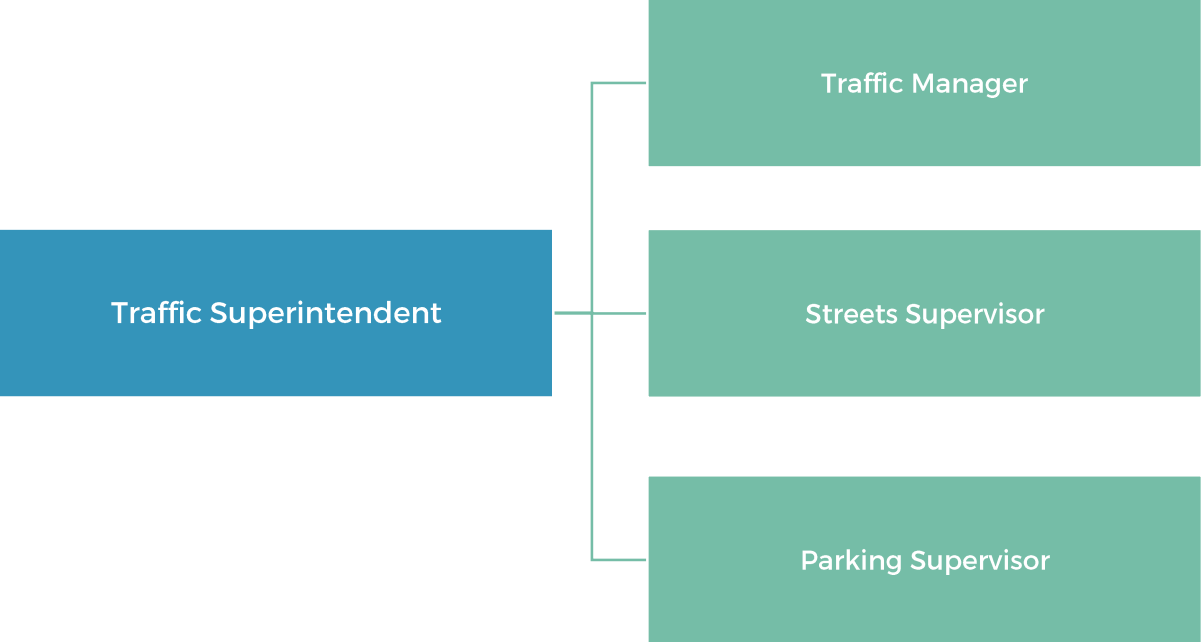 Traffic Manager
Traffic Superintendent
Streets Supervisor
Parking Supervisor